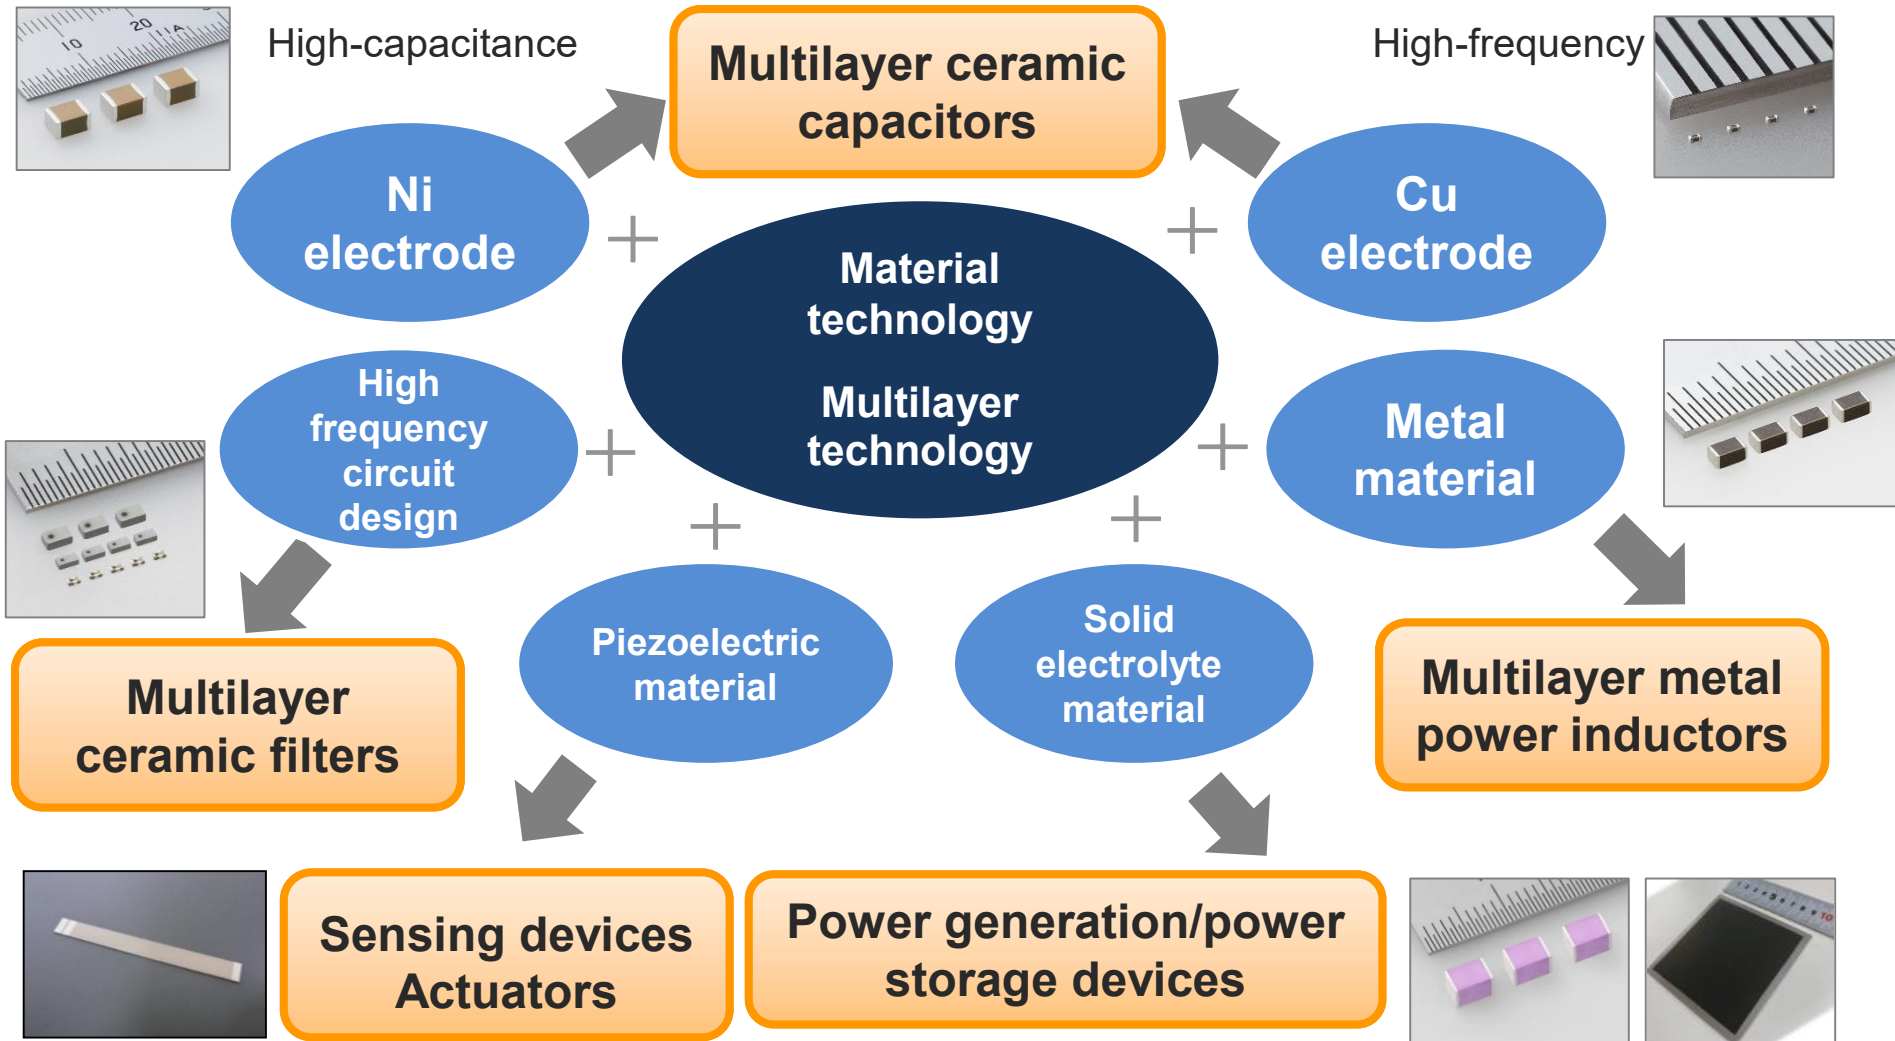 High-capacitance
High-frequency
Multilayer ceramic
capacitors
Ni
electrode
Cu
electrode
Material
technology
Multilayer
technology
High
frequency
circuit
design
Metal
material
Piezoelectric
material
Solid
electrolyte
material
Multilayer
ceramic filters
Multilayer metal
power inductors
Sensing devices
Actuators
Power generation/power
storage devices
10
20